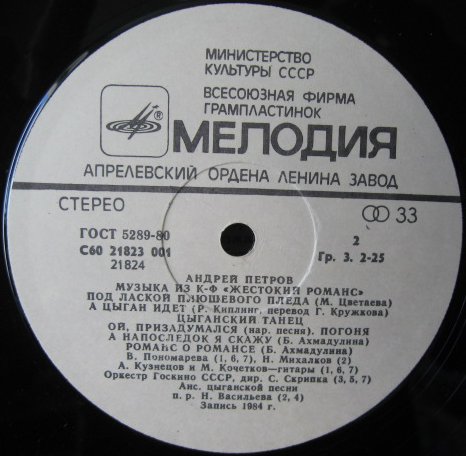 МИНИСТЕРСТВО
КУЛЬТУРЫ СССР
ВСЕСОЮЗНАЯ ФИРМА
ГРАМПЛАСТИНОК
®
МЕЛОДИЯ
АПРЕЛЕВСКИЙ ОРДЕНА ЛЕНИНА ЗАВОД
СТЕРЕО
33
ГОСТ 5289-80
2
С60 21823 001
Гр. 3. 2-25
21824
АНДРЕЙ ПЕТРОВ
МУЗЫКА ИЗ К-Ф «ЖЕСТОКИЙ РОМАНС»
ПОД ЛАСКОЙ ПЛЮШЕВОГО ПЛЕДА (М. Цветаева)
А ЦЫГАН ИДЕТ (Р. Киплинг, перевод Г. Кружкова)
ЦЫГАНСКИЙ ТАНЕЦ
ОЙ, ПРИЗАДУМАЛСЯ (нар. песня). ПОГОНЯ
А НАПОСЛЕДОК Я СКАЖУ (Б. Ахмадулина)
РОМАНС О РОМАНСЕ (Б. Ахмадулина)
В. Пономарева (1, 6, 7), Н. Михалков (2)
А. Кузнецов и М. Кочетков—гитары (1, 6, 7)
Оркестр Госкино СССР, дир. С. Скрипка (3, 5, 7)
Анс. цыганской песни
п. р. Н. Васильева (2, 4)
Запись 1984 г.